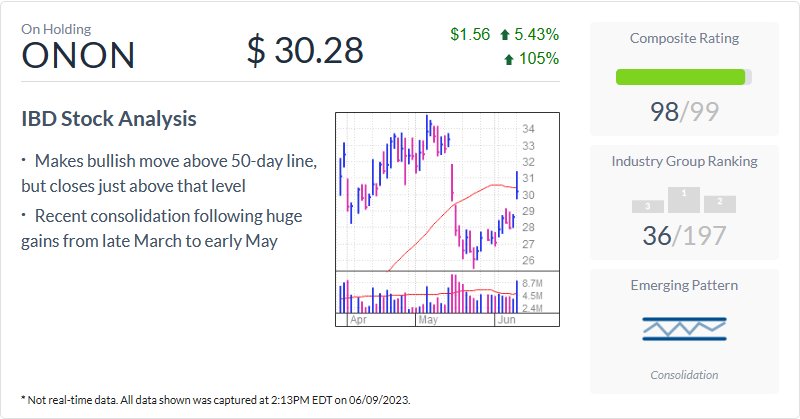 On Holding
ONON
$ 30.28
$1.56 5.43%
105%
IBD Stock Analysis
· Makes bullish move above 50-day line,
but closes just above that level
· Recent consolidation following huge
gains from late March to early May
34
33
32
31
30
29
28
27
26
8.7M
4.5M
2.4M
Apr
May
Jun
Composite Rating
98/99
Industry Group Ranking
3
1
2
36/197
Emerging Pattern
Consolidation
* Not real-time data. All data shown was captured at 2:13PM EDT on 06/09/2023.